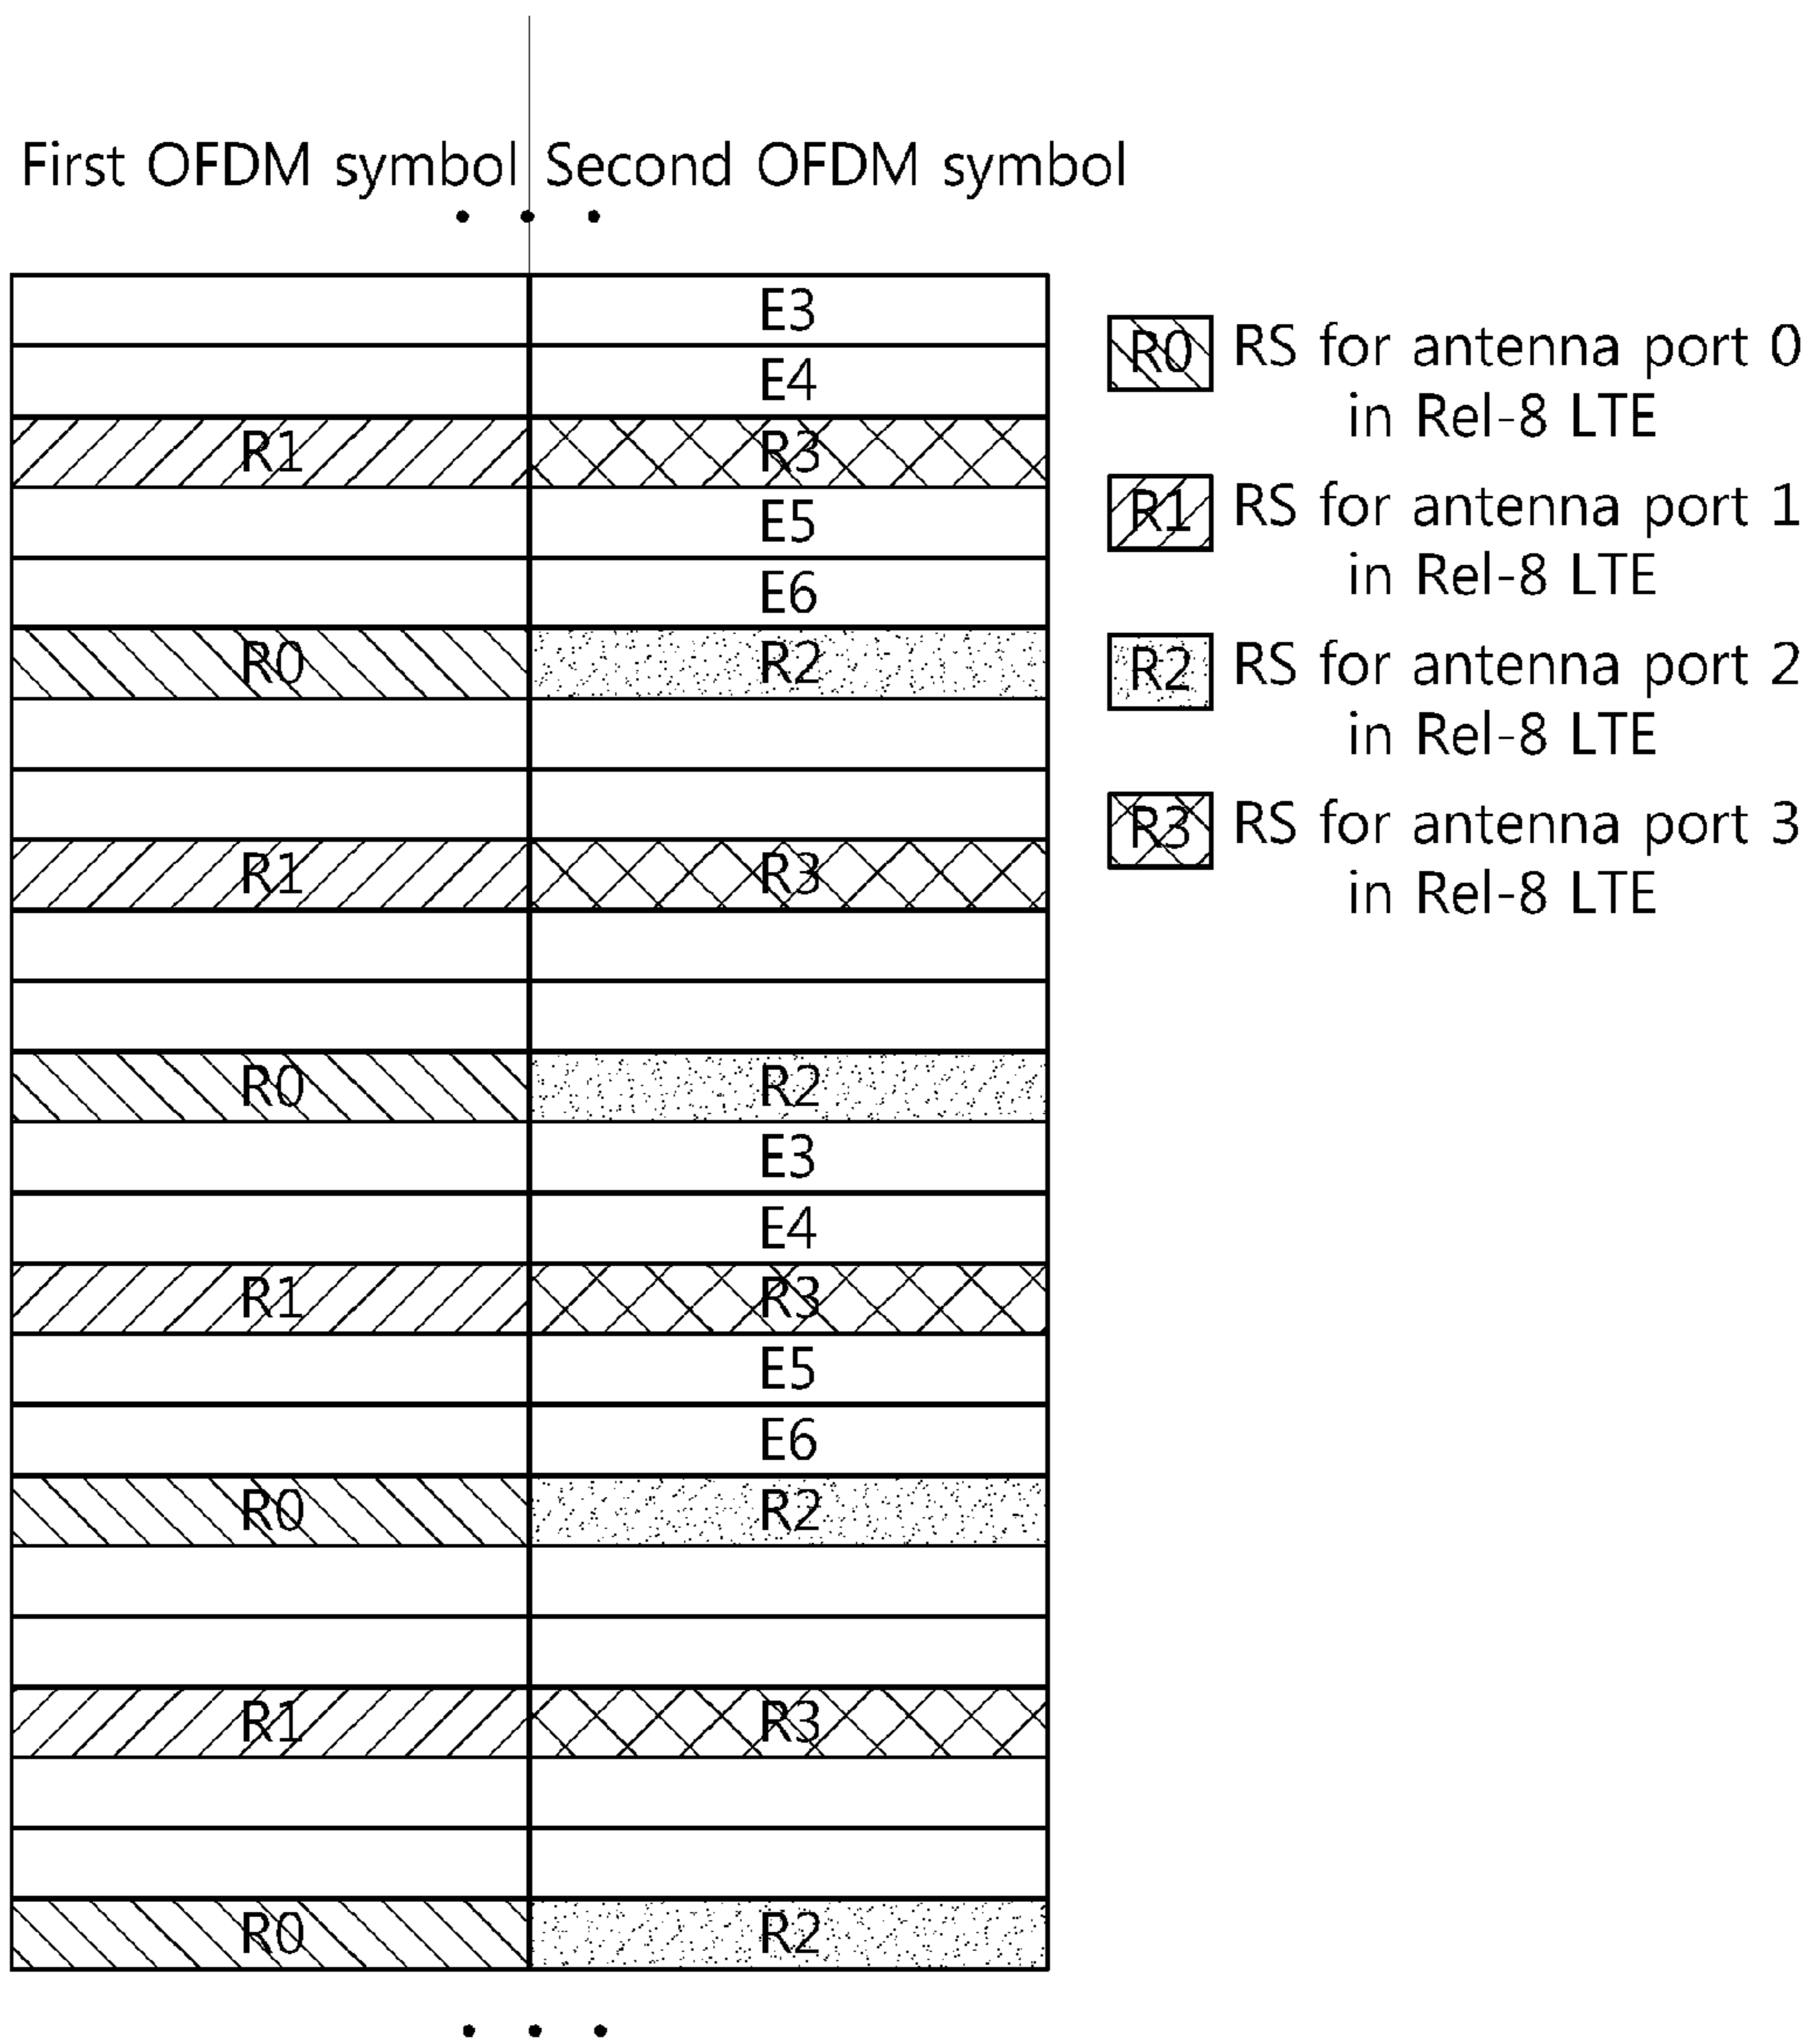 First OFDM symbol Second OFDM symbol
. . .
E3
E4
R1 R3
E5
E6
R0 R2
R1 R3
R0 R2
E3
E4
R1 R3
E5
E6
R0 R2
R1 R3
R0 R2
. . .
R0 RS for antenna port 0
in Rel-8 LTE
R1 RS for antenna port 1
in Rel-8 LTE
R2 RS for antenna port 2
in Rel-8 LTE
R3 RS for antenna port 3
in Rel-8 LTE